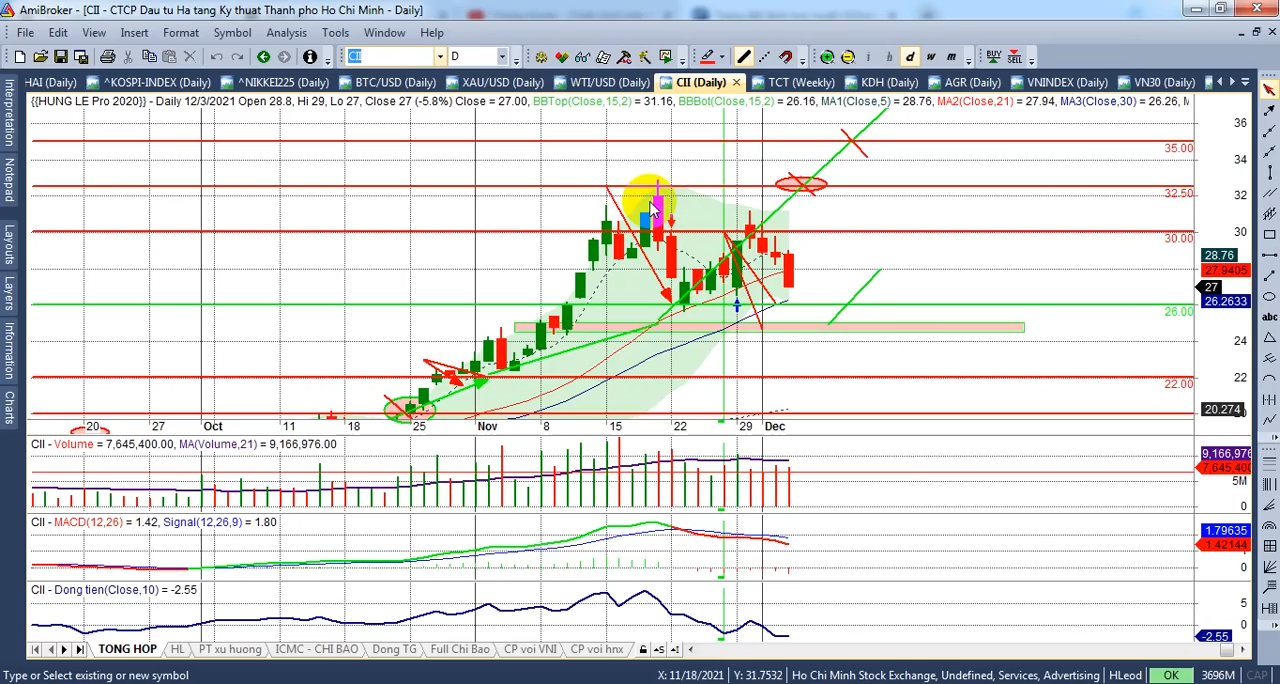 AmiBroker - [CII - CTCP Dau tu Ha tang Ky thuat Thanh pho Ho Chi Minh - Daily]
File Edit View Insert Format Symbol Analysis Tools Window Help
CII D i h d w m BUY SELL
HAI (Daily) ^KOSPI-INDEX (Daily) ^NIKKEI225 (Daily) BTC/USD (Daily) XAU/USD (Daily) WTI/USD (Daily) CII (Daily) TCT (Weekly) KDH (Daily) AGR (Daily) VNINDEX (Daily) VN30 (Daily)
{{HUNG LE Pro 2020}} - Daily 12/3/2021 Open 28.8, Hi 29, Lo 27, Close 27 (-5.8%) Close = 27.00, BBTop(Close,15,2) = 31.16, BBBot(Close,15,2) = 26.16, MA1(Close,5) = 28.76, MA2(Close,21) = 27.94, MA3(Close,30) = 26.26, M
Interpretation
Notepad
Layouts
Layers
Information
Charts
abc
36
35.00
34
32.50
32
30
30.00
28.76
27.9405
27
26.2633
26.00
24
22
22.00
20.274
20 27 Oct 11 18 25 Nov 8 15 22 29 Dec
CII - Volume = 7,645,400.00, MA(Volume,21) = 9,166,976.00
9,166,976
7,645,400
5M
0
CII - MACD(12,26) = 1.42, Signal(12,26,9) = 1.80
1.79635
1.42144
0
CII - Dong tien(Close,10) = -2.55
5
0
-2.55
TONG HOP HL PT xu huong ICMC - CHI BAO Dong TG Full Chi Bao CP voi VNI CP voi hnx
Type or Select existing or new symbol X: 11/18/2021 Y: 31.7532 Ho Chi Minh Stock Exchange, Undefined, Services, Advertising HLeod OK 3696M CAP